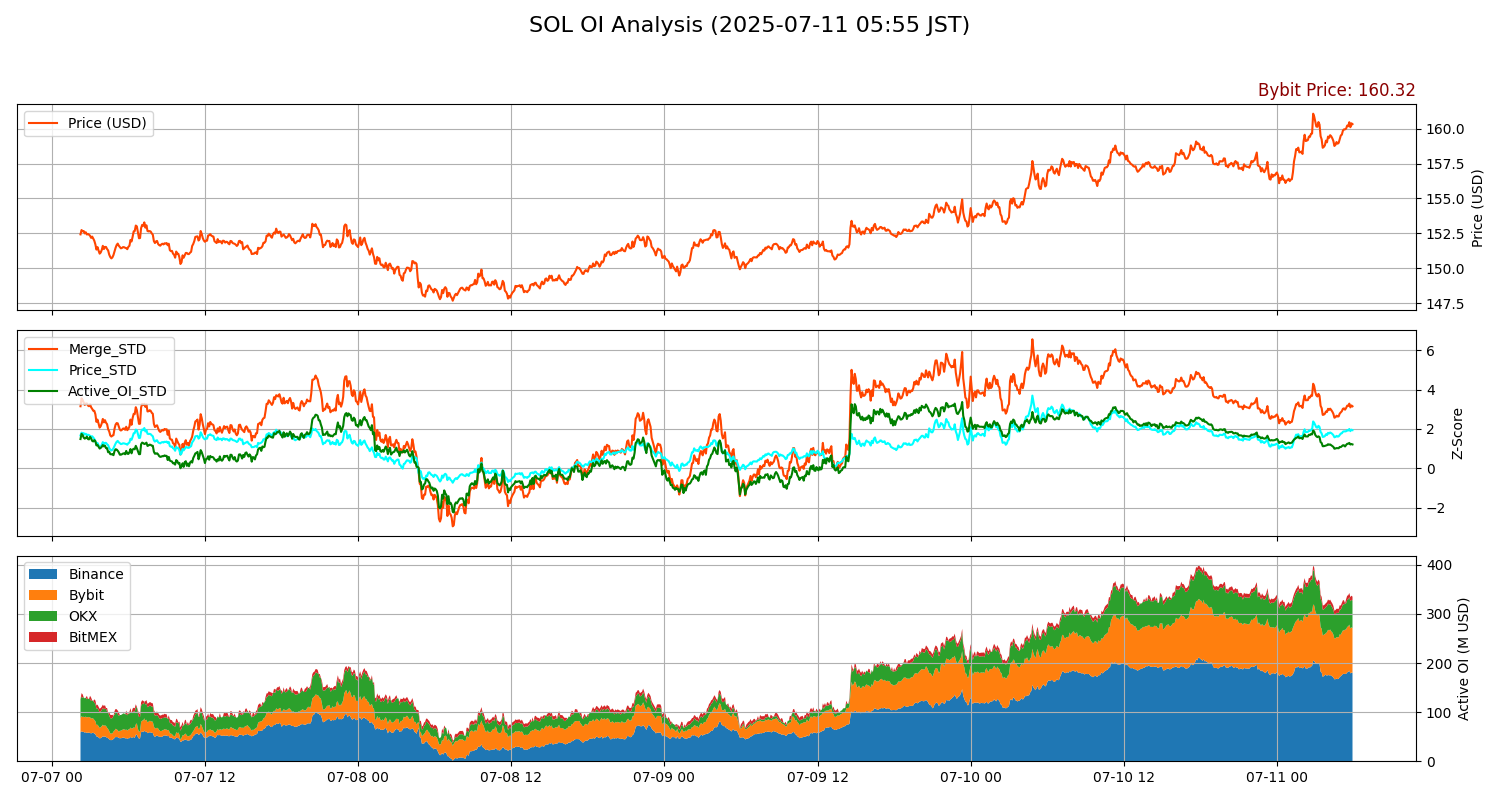 SOL OI Analysis (2025-07-11 05:55 JST)
Bybit Price: 160.32
Price (USD)
160.0
157.5
155.0
152.5
150.0
147.5
Price (USD)
Merge_STD
Price_STD
Active_OI_STD
6
4
2
0
−2
Z-Score
Binance
Bybit
OKX
BitMEX
400
300
200
100
0
Active OI (M USD)
07-07 00 07-07 12 07-08 00 07-08 12 07-09 00 07-09 12 07-10 00 07-10 12 07-11 00